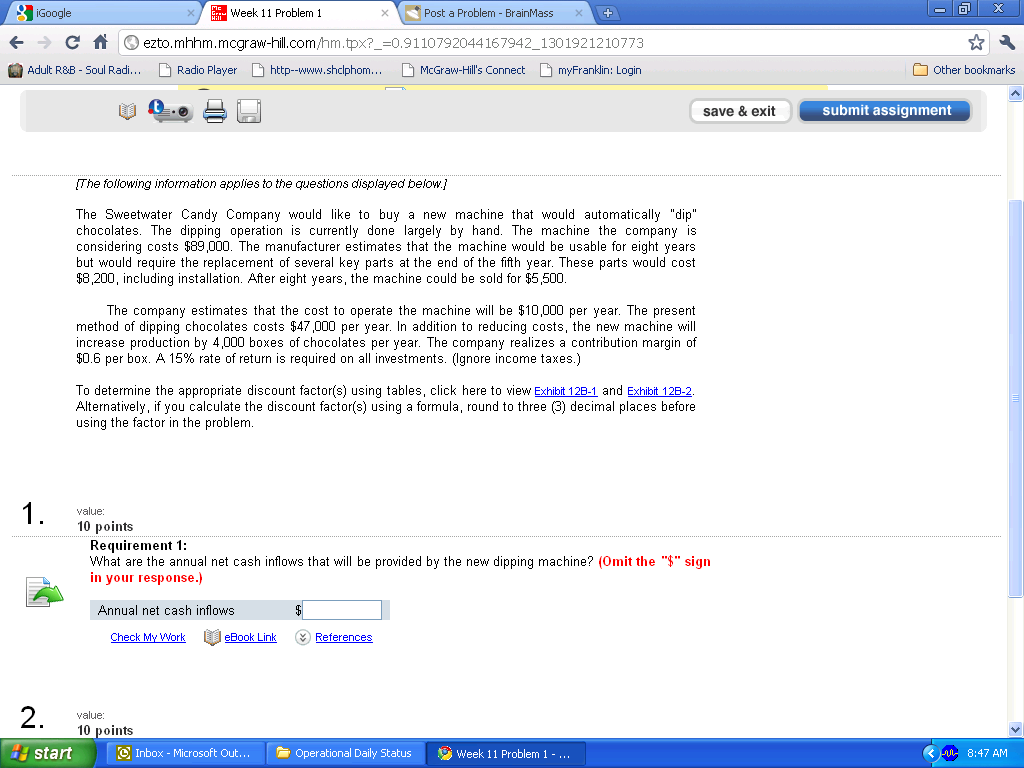 iGoogle
Week 11 Problem 1
Post a Problem - BrainMass
ezto.mhhm.mcgraw-hill.com/hm.tpx?_=0.9110792044167942_1301921210773
Adult R&B - Soul Radi...
Radio Player
http--www.shclphom...
McGraw-Hill's Connect
myFranklin: Login
Other bookmarks
save & exit
submit assignment
[The following information applies to the questions displayed below.]
The Sweetwater Candy Company would like to buy a new machine that would automatically "dip"
chocolates. The dipping operation is currently done largely by hand. The machine the company is
considering costs $89,000. The manufacturer estimates that the machine would be usable for eight years
but would require the replacement of several key parts at the end of the fifth year. These parts would cost
$8,200, including installation. After eight years, the machine could be sold for $5,500.
The company estimates that the cost to operate the machine will be $10,000 per year. The present
method of dipping chocolates costs $47,000 per year. In addition to reducing costs, the new machine will
increase production by 4,000 boxes of chocolates per year. The company realizes a contribution margin of
$0.6 per box. A 15% rate of return is required on all investments. (Ignore income taxes.)
To determine the appropriate discount factor(s) using tables, click here to view Exhibit 12B-1 and Exhibit 12B-2.
Alternatively, if you calculate the discount factor(s) using a formula, round to three (3) decimal places before
using the factor in the problem.
1.
value:
10 points
Requirement 1:
What are the annual net cash inflows that will be provided by the new dipping machine? (Omit the "$" sign
in your response.)
Annual net cash inflows $
Check My Work
eBook Link
References
2.
value:
10 points
start
Inbox - Microsoft Out...
Operational Daily Status
Week 11 Problem 1 - ...
8:47 AM